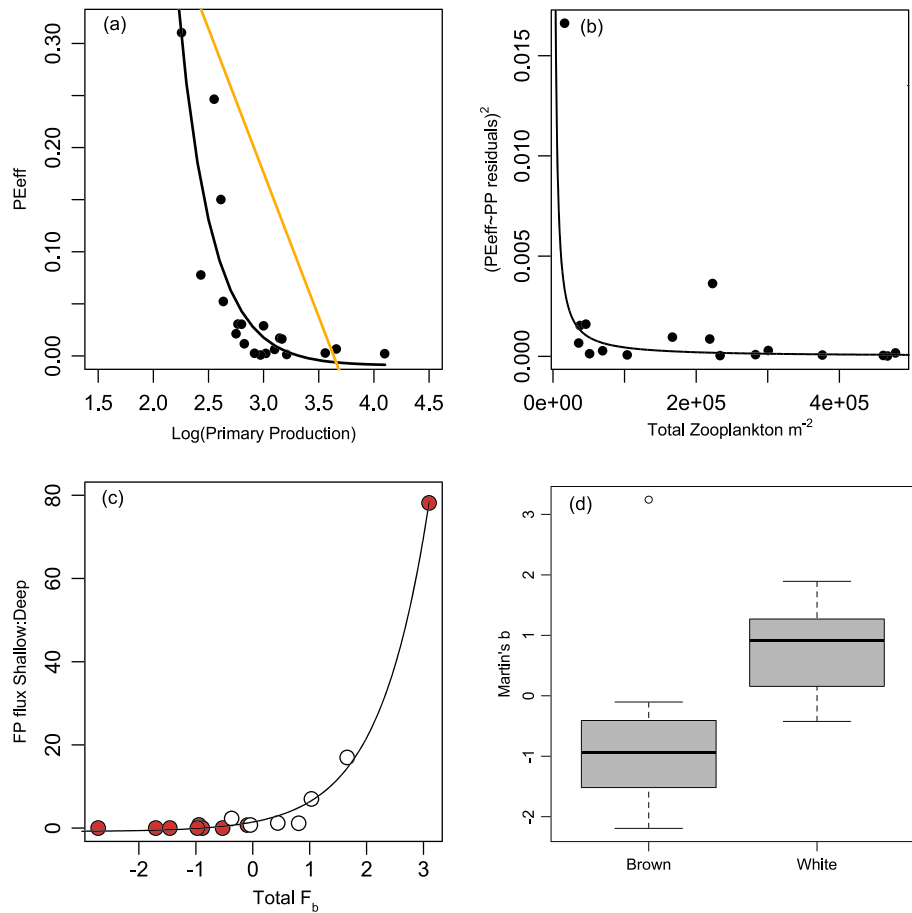 (a)
PEeff
0.30
0.20
0.10
0.00
1.5 2.0 2.5 3.0 3.5 4.0 4.5
Log(Primary Production)
(b)
(PEeff~PP residuals)²
0.015
0.010
0.005
0.000
0e+00 2e+05 4e+05
Total Zooplankton m⁻²
(c)
FP flux Shallow:Deep
80
60
40
20
0
-2 -1 0 1 2 3
Total F_b
(d)
Martin's b
3
2
1
0
-1
-2
Brown White